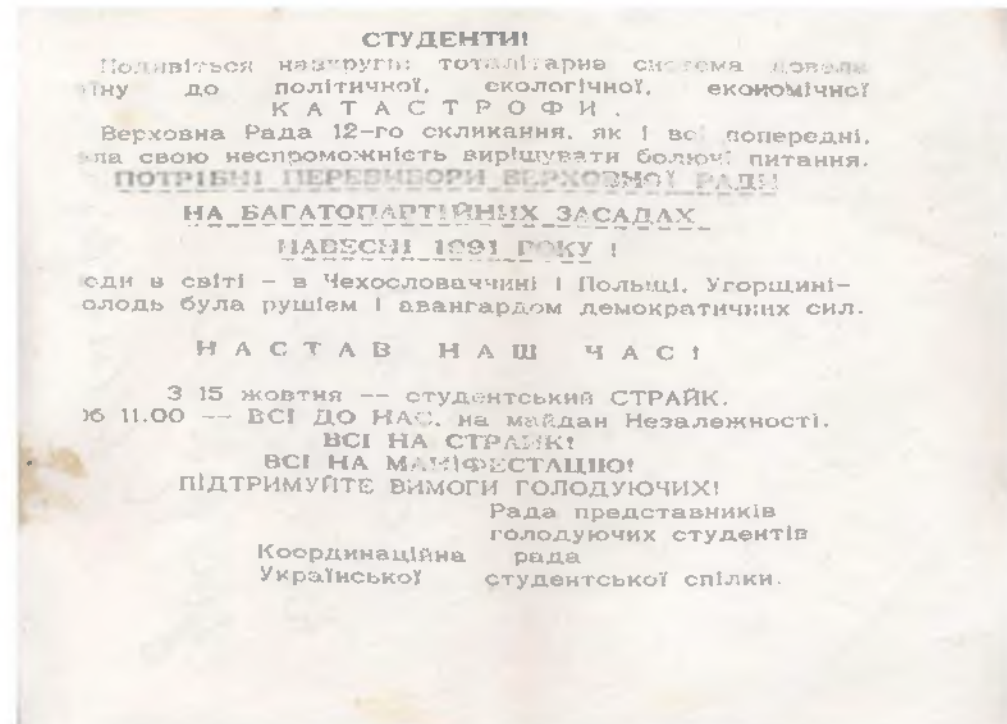 СТУДЕНТИ!
Подивіться навкруги: тоталітарна система довела
їну до політичної, екологічної, економічної
К А Т А С Т Р О Ф И .
Верховна Рада 12-го скликання, як і всі попередні,
ла свою неспроможність вирішувати болючі питання.
ПОТРІБНІ ПЕРЕВИБОРИ ВЕРХОВНОЇ РАДИ
НА БАГАТОПАРТІЙНИХ ЗАСАДАХ
НАВЕСНІ 1991 РОКУ !
юди в світі - в Чехословаччині і Польщі, Угорщині-
олодь була рушієм і авангардом демократичних сил.
Н А С Т А В Н А Ш Ч А С !
З 15 жовтня -- студентський СТРАЙК.
Об 11.00 -- ВСІ ДО НАС, на майдан Незалежності.
ВСІ НА СТРАЙК!
ВСІ НА МАНІФЕСТАЦІЮ!
ПІДТРИМУЙТЕ ВИМОГИ ГОЛОДУЮЧИХ!
Рада представників
голодуючих студентів
Координаційна рада
Української студентської спілки.